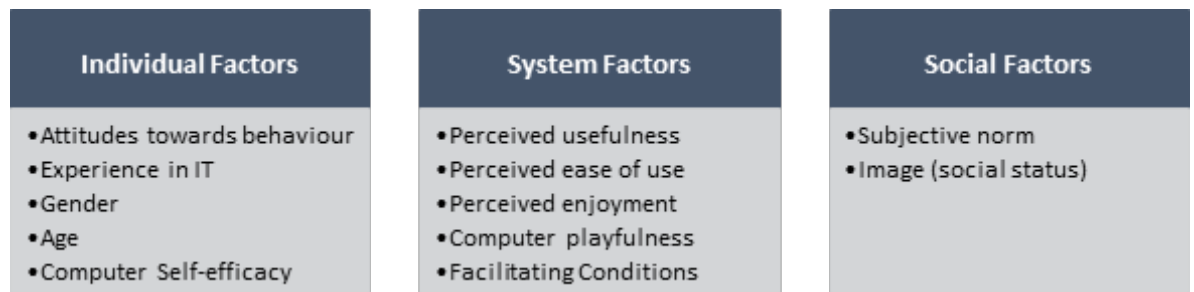 Individual Factors
•Attitudes towards behaviour
•Experience in IT
•Gender
•Age
•Computer Self-efficacy
System Factors
•Perceived usefulness
•Perceived ease of use
•Perceived enjoyment
•Computer playfulness
•Facilitating Conditions
Social Factors
•Subjective norm
•Image (social status)